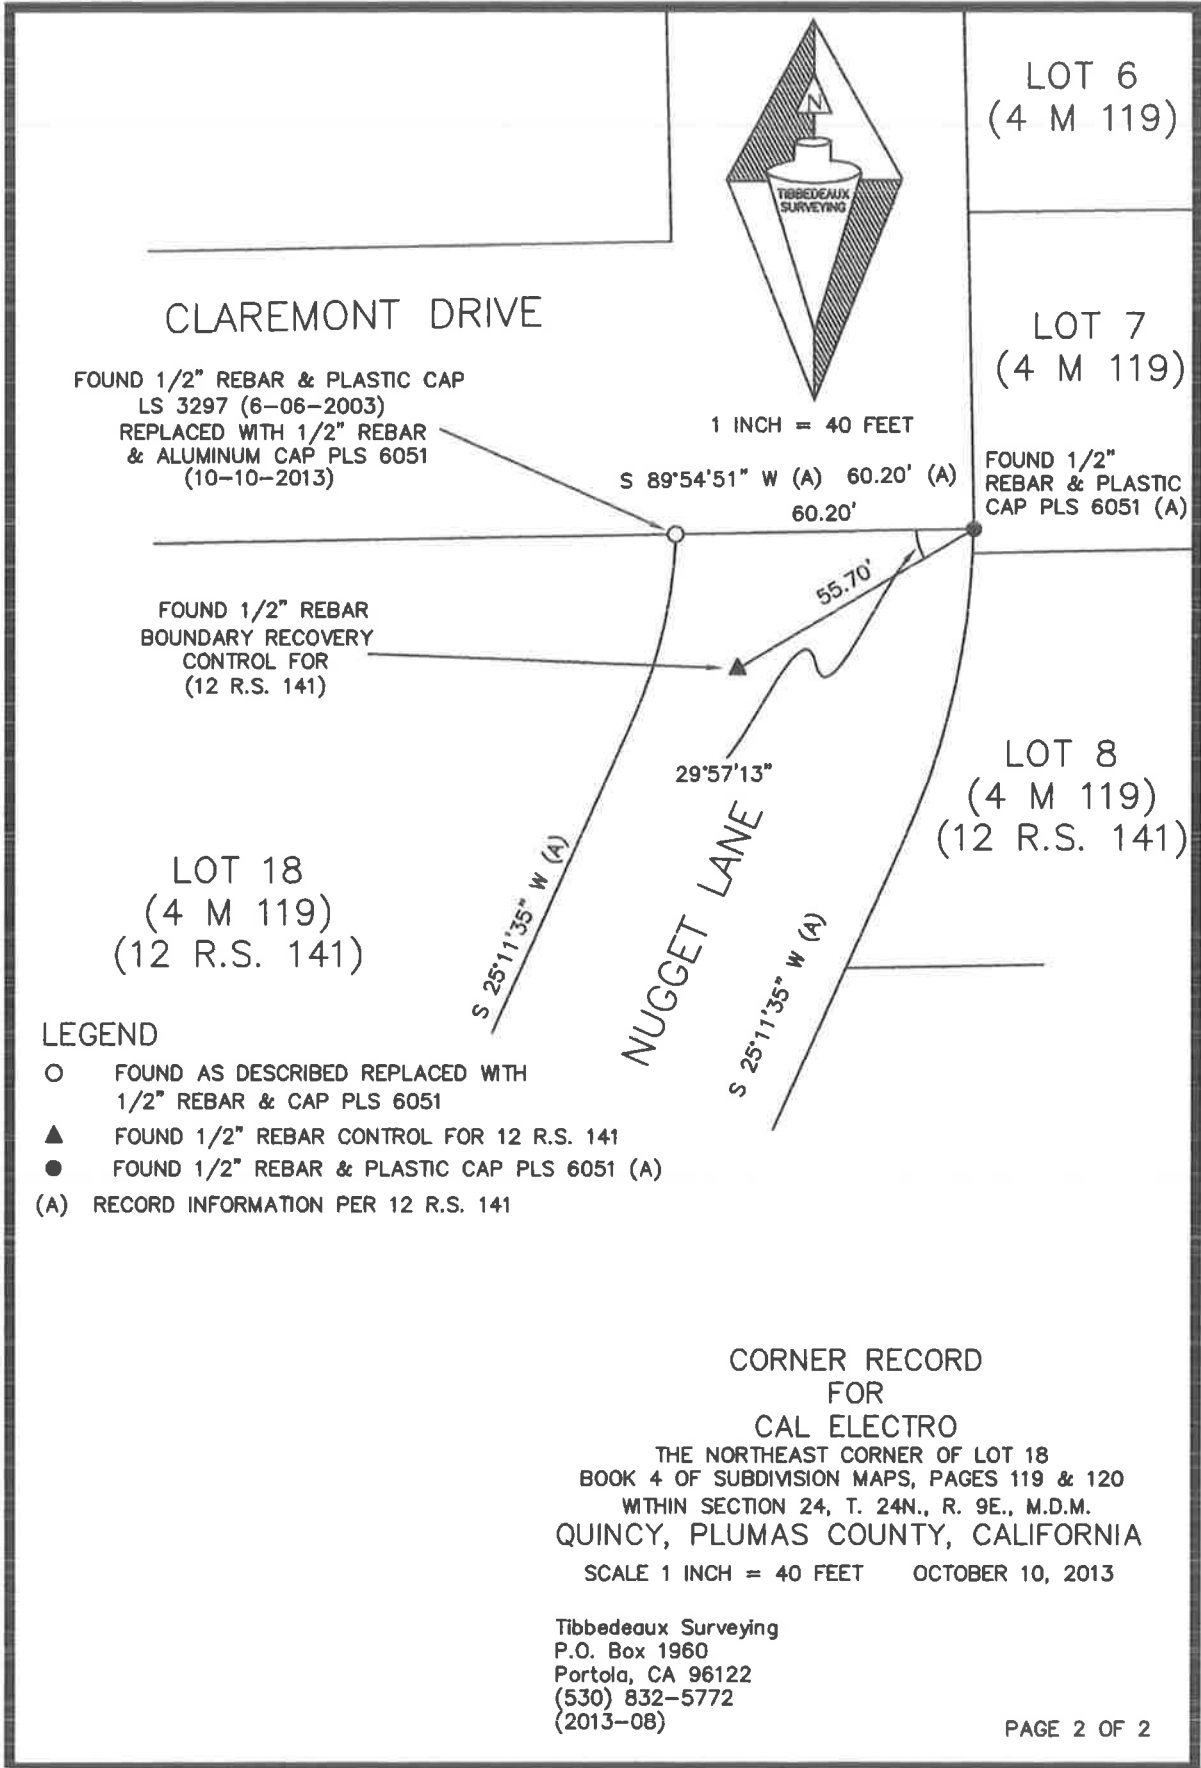 LOT 6
(4 M 119)
N
TIBBEDEAUX
SURVEYING
CLAREMONT DRIVE
LOT 7
(4 M 119)
FOUND 1/2" REBAR & PLASTIC CAP
LS 3297 (6-06-2003)
REPLACED WITH 1/2" REBAR
& ALUMINUM CAP PLS 6051
(10-10-2013)
1 INCH = 40 FEET
S 89°54'51" W (A) 60.20' (A)
60.20'
FOUND 1/2"
REBAR & PLASTIC
CAP PLS 6051 (A)
55.70'
FOUND 1/2" REBAR
BOUNDARY RECOVERY
CONTROL FOR
(12 R.S. 141)
29°57'13"
LOT 8
(4 M 119)
(12 R.S. 141)
LOT 18
(4 M 119)
(12 R.S. 141)
S 25°11'35" W (A)
NUGGET LANE
S 25°11'35" W (A)
LEGEND
FOUND AS DESCRIBED REPLACED WITH
1/2" REBAR & CAP PLS 6051
FOUND 1/2" REBAR CONTROL FOR 12 R.S. 141
FOUND 1/2" REBAR & PLASTIC CAP PLS 6051 (A)
(A) RECORD INFORMATION PER 12 R.S. 141
CORNER RECORD
FOR
CAL ELECTRO
THE NORTHEAST CORNER OF LOT 18
BOOK 4 OF SUBDIVISION MAPS, PAGES 119 & 120
WITHIN SECTION 24, T. 24N., R. 9E., M.D.M.
QUINCY, PLUMAS COUNTY, CALIFORNIA
SCALE 1 INCH = 40 FEET OCTOBER 10, 2013
Tibbedeaux Surveying
P.O. Box 1960
Portola, CA 96122
(530) 832-5772
(2013-08)
PAGE 2 OF 2